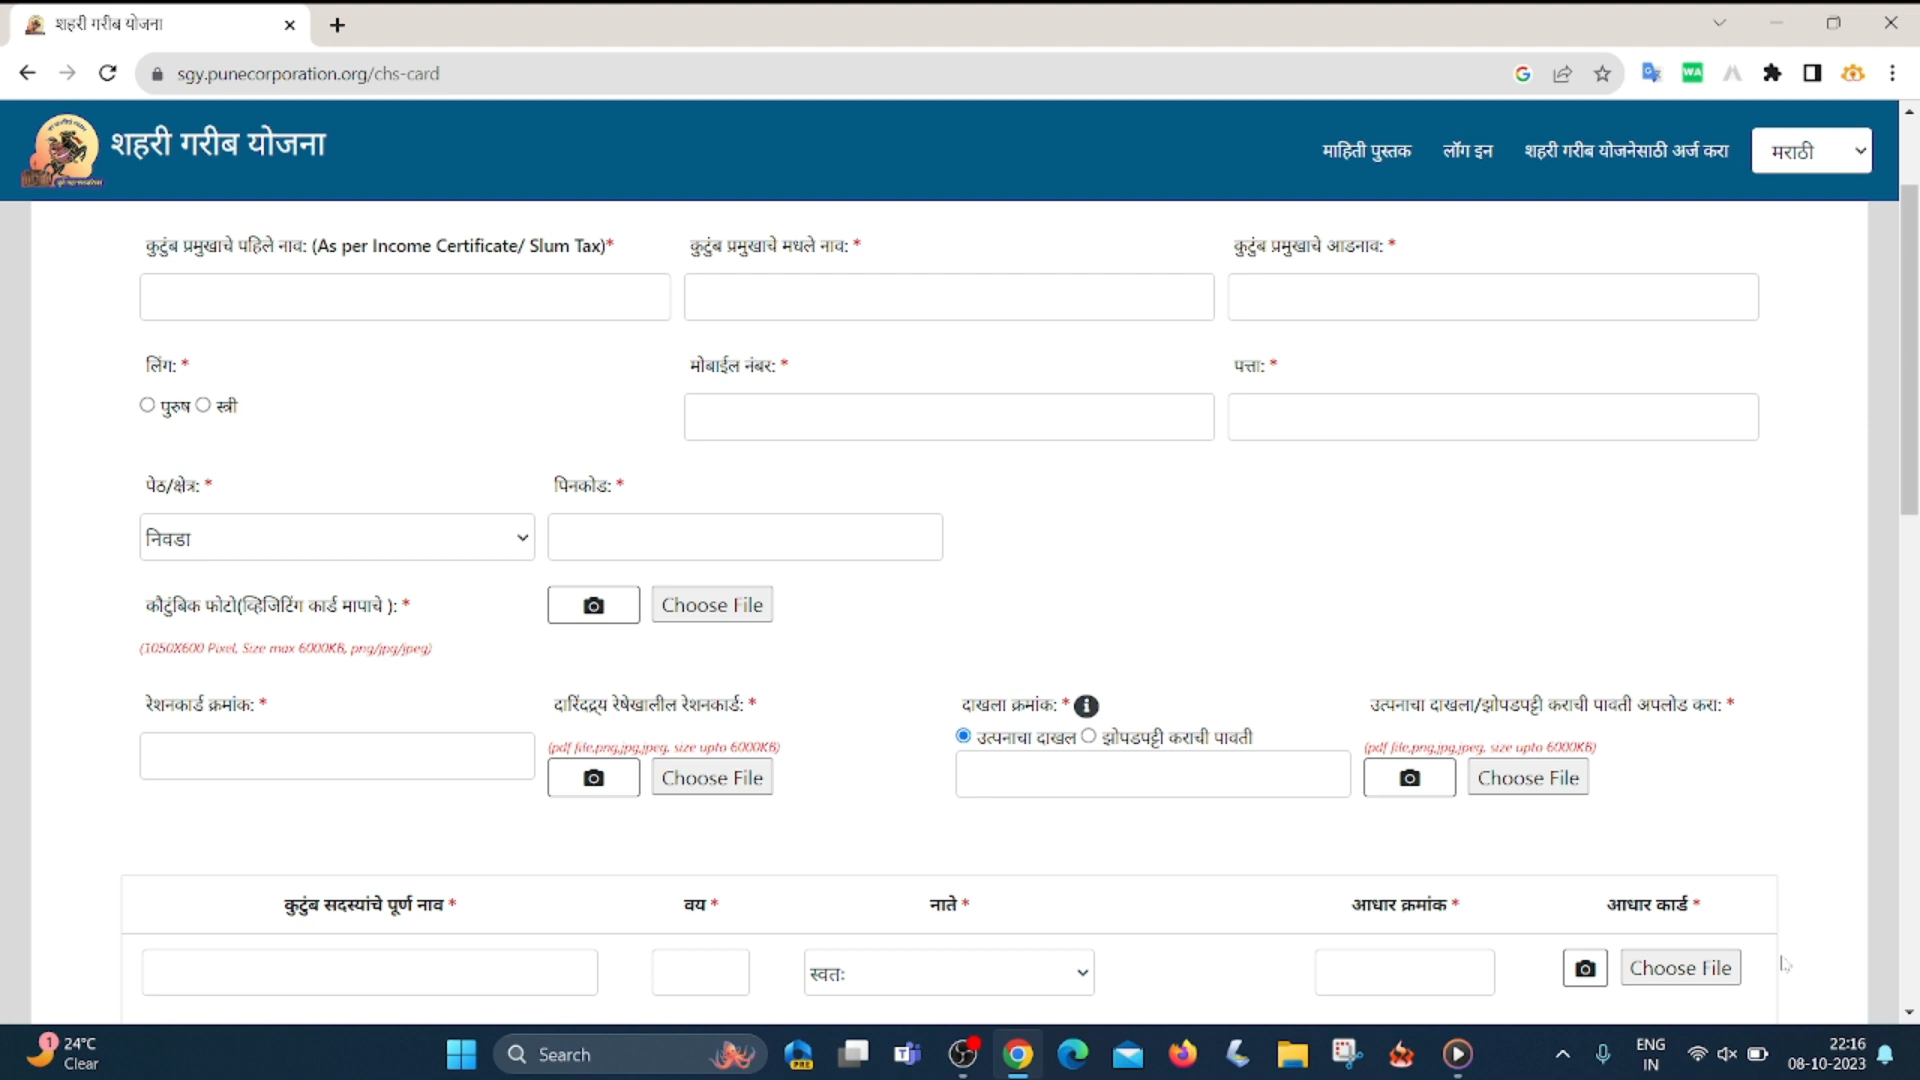 शहरी गरीब योजना
sgy.punecorporation.org/chs-card
शहरी गरीब योजना
माहिती पुस्तक लॉग इन शहरी गरीब योजनेसाठी अर्ज करा मराठी
कुटुंब प्रमुखाचे पहिले नाव: (As per Income Certificate/ Slum Tax)* कुटुंब प्रमुखाचे मधले नाव: * कुटुंब प्रमुखाचे आडनाव: *
लिंग: * मोबाईल नंबर: * पत्ता: *
पुरुष स्त्री
पेठ/क्षेत्र: * पिनकोड: *
निवडा
कौटुंबिक फोटो(व्हिजिटिंग कार्ड मापाचे ): * Choose File
(1050X600 Pixel, Size max 6000KB, png/jpg/jpeg)
रेशनकार्ड क्रमांक: * दारिंदद्र्य रेषेखालील रेशनकार्ड: * दाखला क्रमांक: * उत्पनाचा दाखला/झोपडपट्टी कराची पावती अपलोड करा: *
(pdf file,png,jpg,jpeg, size upto 6000KB) उत्पनाचा दाखल झोपडपट्टी कराची पावती (pdf file,png,jpg,jpeg, size upto 6000KB)
Choose File Choose File
कुटुंब सदस्यांचे पूर्ण नाव * वय * नाते * आधार क्रमांक * आधार कार्ड *
स्वतः Choose File
1 24°C
Clear
Search
PRE
ENG
IN
22:16
08-10-2023